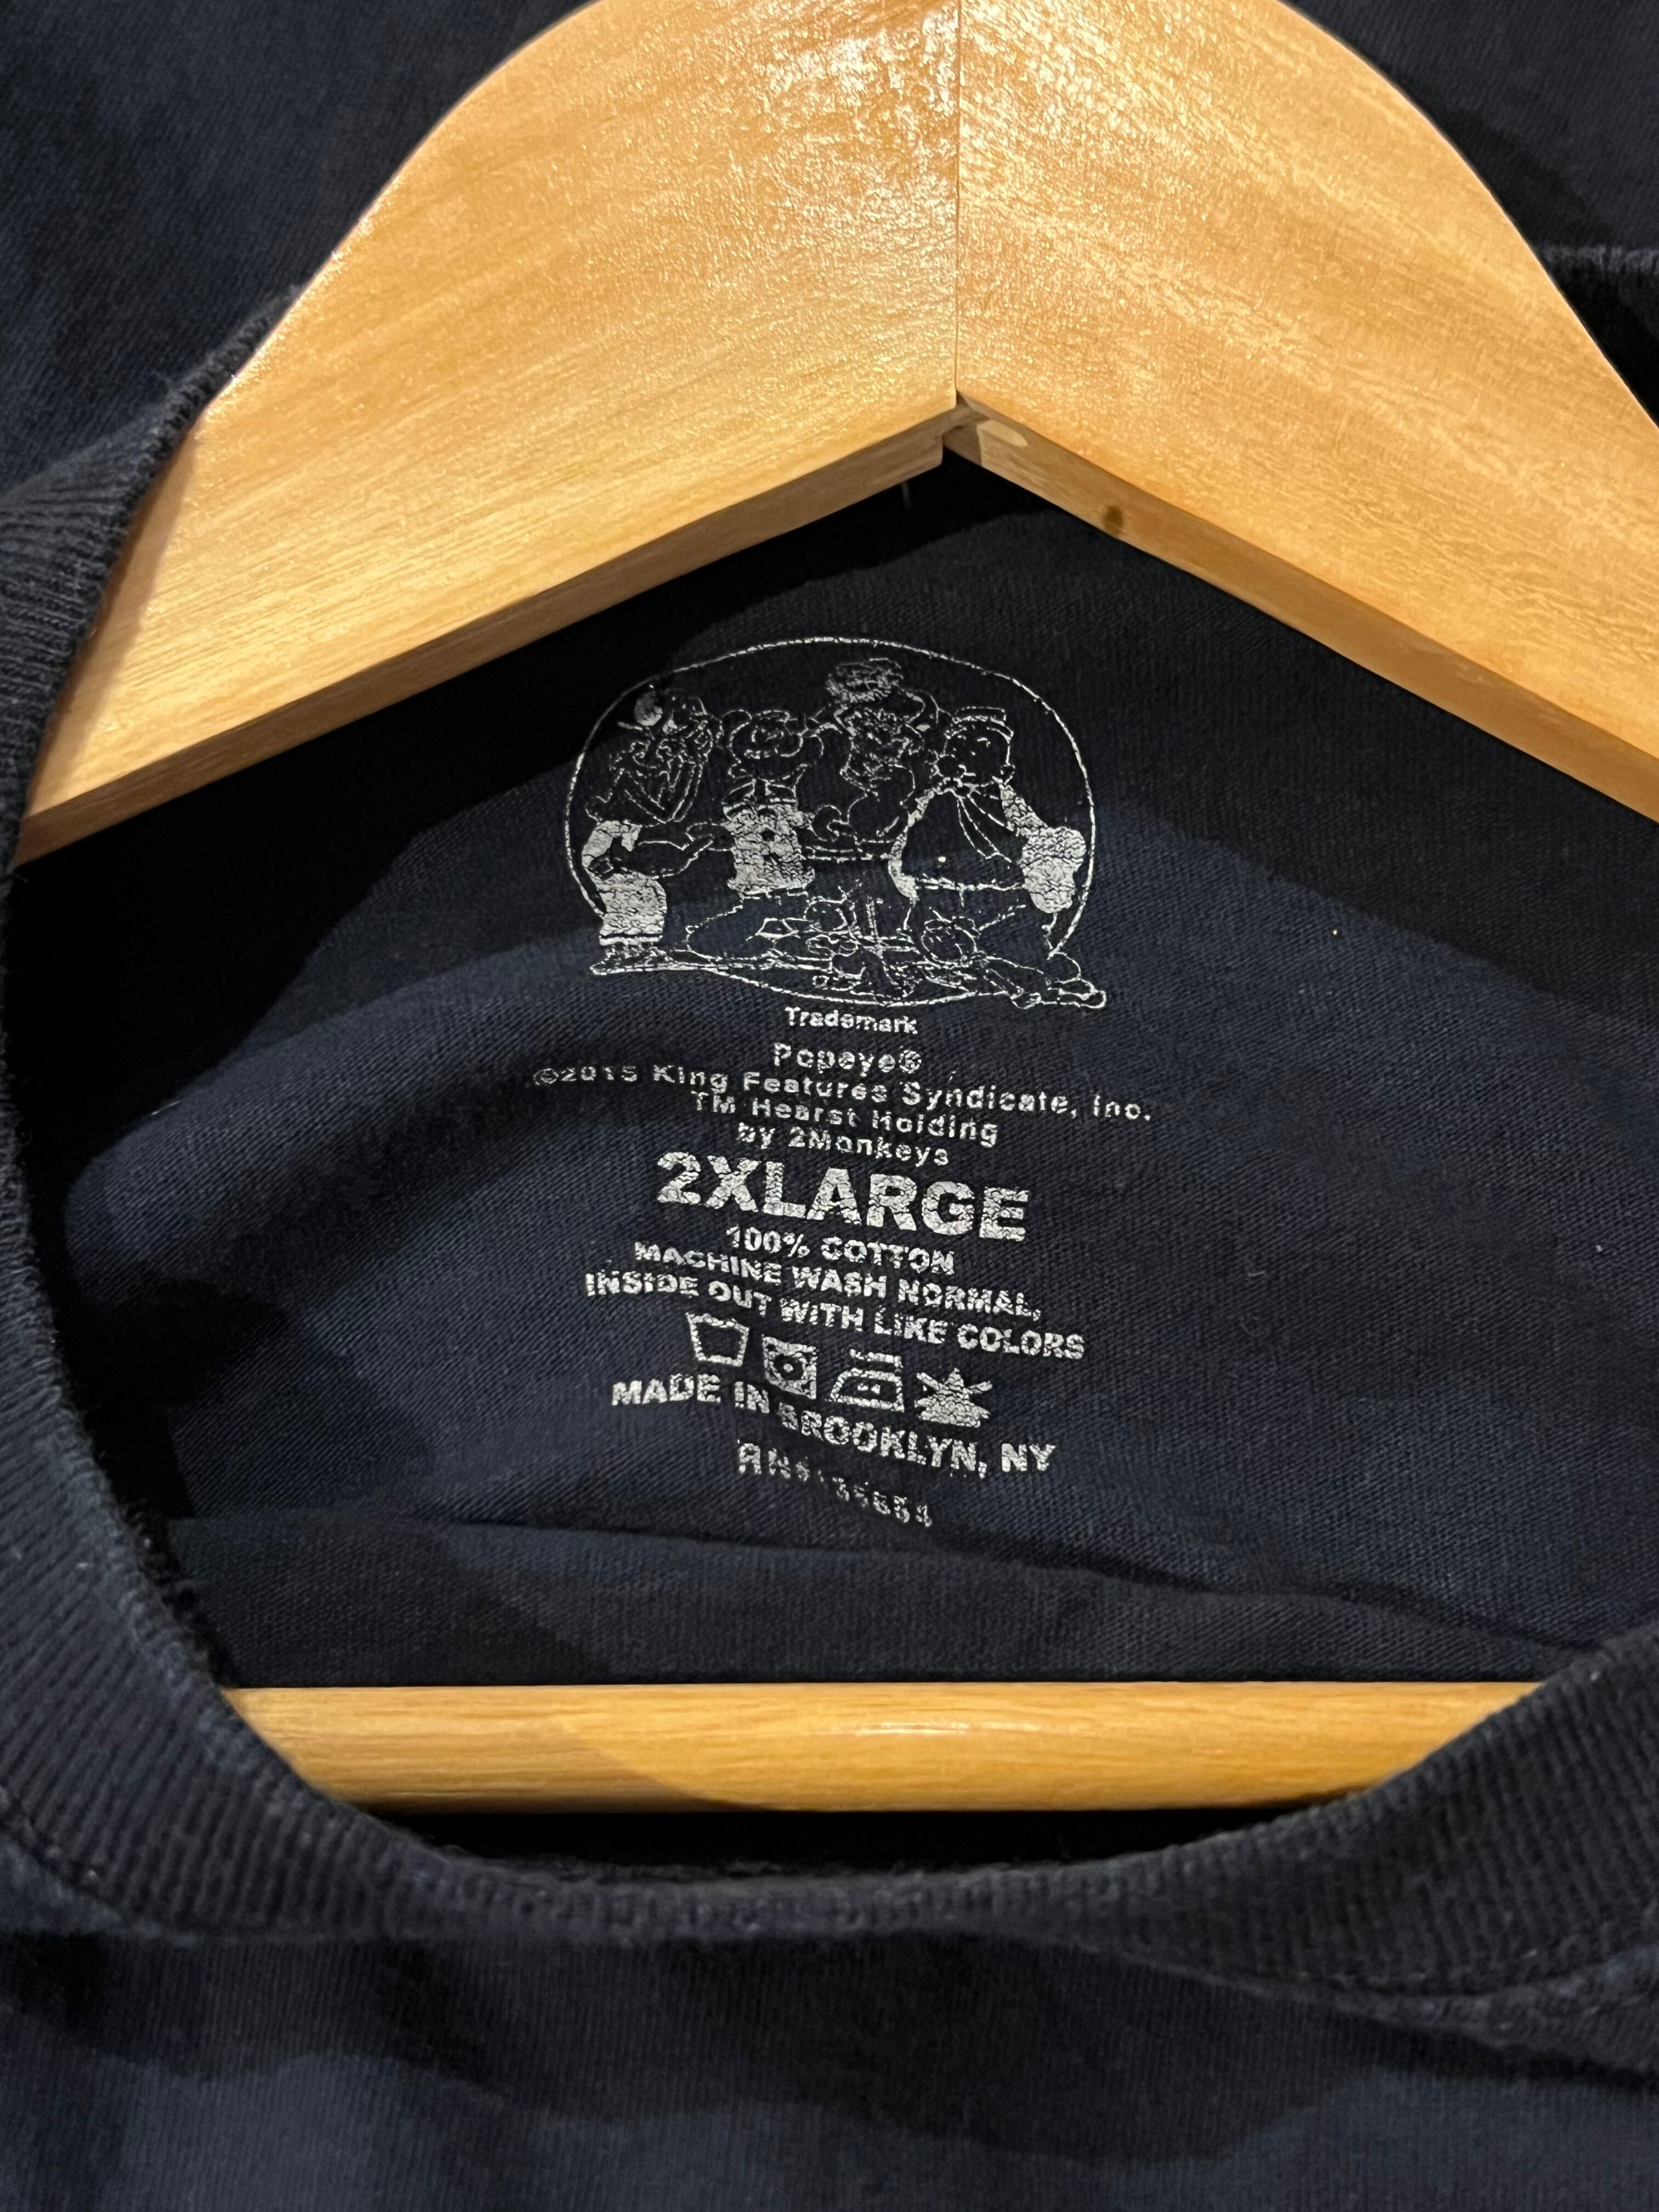 Trademark
Popeye®
©2015 King Features Syndicate, Inc.
TM Hearst Holding
by 2Monkeys
2XLARGE
100% COTTON
MACHINE WASH NORMAL,
INSIDE OUT WITH LIKE COLORS
MADE IN BROOKLYN, NY